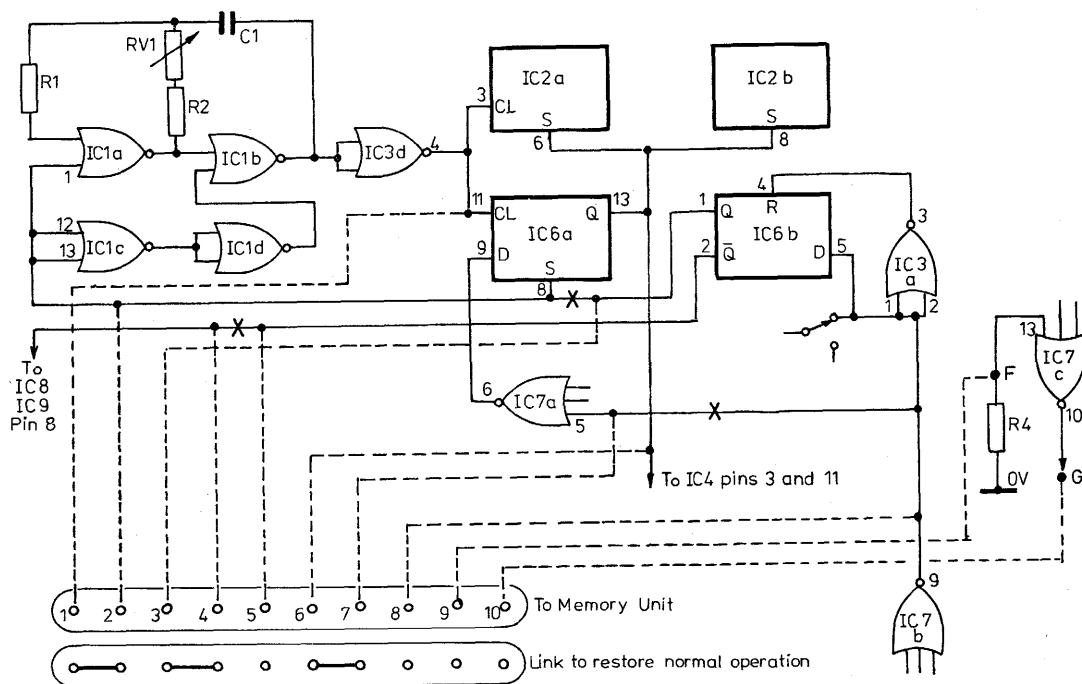 C1
RV1
R1
R2
IC2a
3
CL
S
6
IC2b
S
8
IC1a
1
IC1b
IC3d
4
12
13
IC1c
IC1d
11
CL
Q
13
IC6a
9
D
S
8
X
1
Q
4
R
IC6b
2
Q̅
D
5
3
IC3
a
1
2
X
To
IC8
IC9
Pin 8
6
IC7a
5
X
13
IC7
c
F
R4
10
0V
G
To IC4 pins 3 and 11
9
IC7
b
1 2 3 4 5 6 7 8 9 10
To Memory Unit
Link to restore normal operation